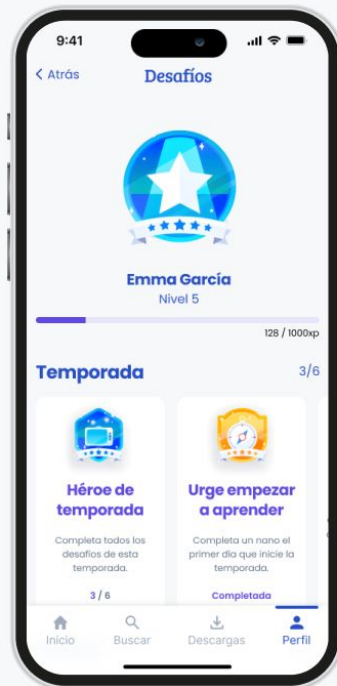 9:41
Atrás
Desafíos
Emma García
Nivel 5
128 / 1000xp
Temporada
3/6
Héroe de
temporada
Completa todos los
desafíos de esta
temporada.
3 / 6
Urge empezar
a aprender
Completa un nano el
primer día que inicie la
temporada.
Completada
Inicio
Buscar
Descargas
Perfil